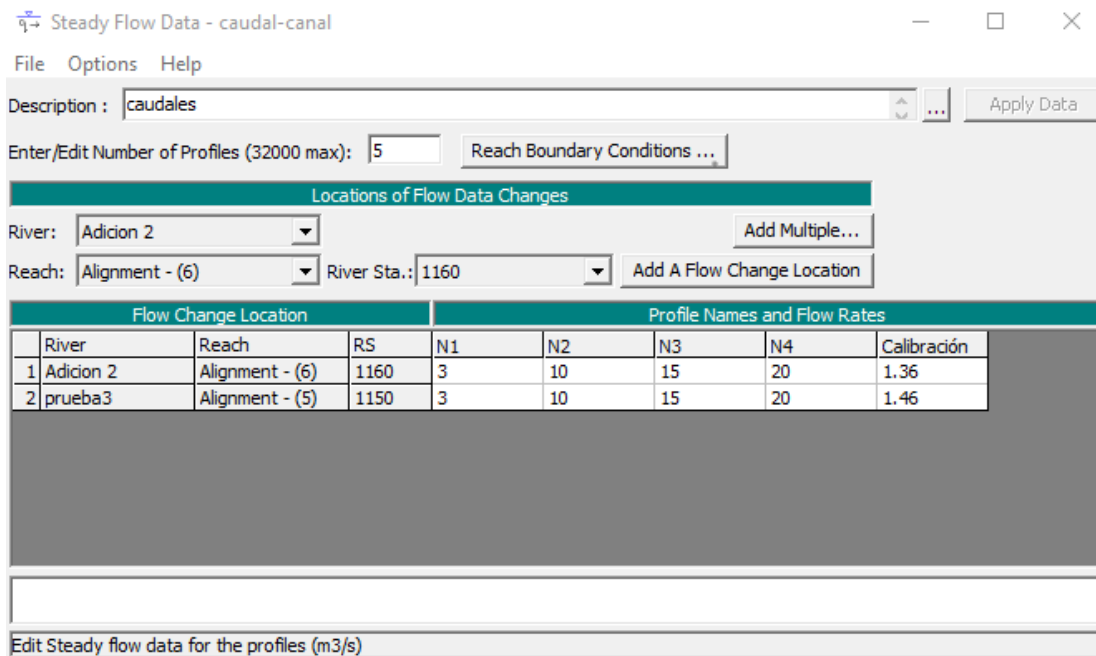 Steady Flow Data - caudal-canal
File Options Help
Description : caudales ... Apply Data
Enter/Edit Number of Profiles (32000 max): 5 Reach Boundary Conditions ...
Locations of Flow Data Changes
River: Adicion 2 Add Multiple...
Reach: Alignment - (6) River Sta.: 1160 Add A Flow Change Location
Flow Change Location Profile Names and Flow Rates
River Reach RS N1 N2 N3 N4 Calibración
1 Adicion 2 Alignment - (6) 1160 3 10 15 20 1.36
2 prueba3 Alignment - (5) 1150 3 10 15 20 1.46
Edit Steady flow data for the profiles (m3/s)